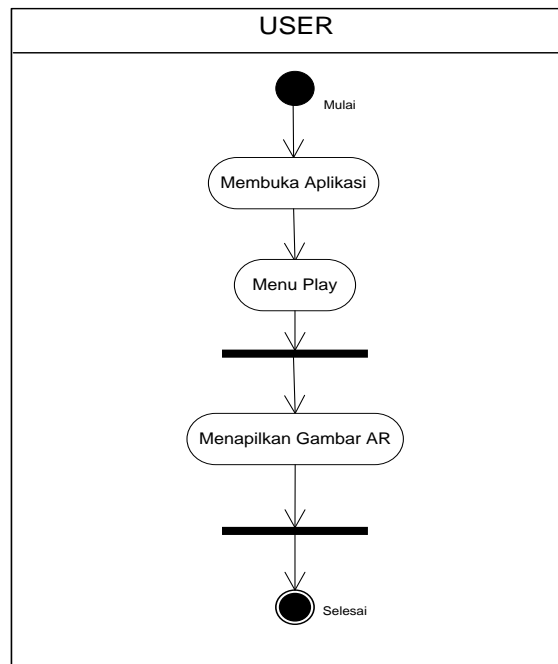 USER
Mulai
Membuka Aplikasi
Menu Play
Menapilkan Gambar AR
Selesai